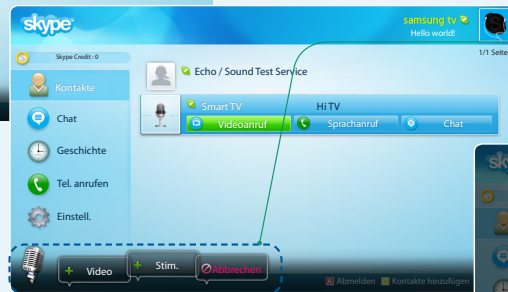 skype
samsung tv
Hello world!
1/1 Seite
Skype Credit : 0
Echo / Sound Test Service
Kontakte
Smart TV Hi TV
Videoanruf Sprachanruf Chat
Chat
Geschichte
Tel. anrufen
Einstell.
Video Stim. Abbrechen
A Abmelden Kontakte hinzufügen